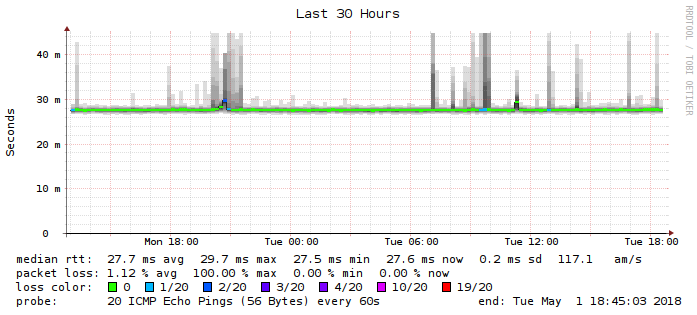 Last 30 Hours
RRDTOOL / TOBI OETIKER
Seconds
40 m
30 m
20 m
10 m
0
Mon 18:00 Tue 00:00 Tue 06:00 Tue 12:00 Tue 18:00
median rtt: 27.7 ms avg 29.7 ms max 27.5 ms min 27.6 ms now 0.2 ms sd 117.1 am/s
packet loss: 1.12 % avg 100.00 % max 0.00 % min 0.00 % now
loss color: 0 1/20 2/20 3/20 4/20 10/20 19/20
probe: 20 ICMP Echo Pings (56 Bytes) every 60s end: Tue May 1 18:45:03 2018